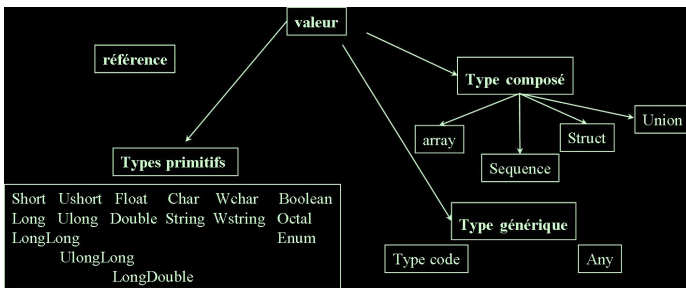 valeur
référence
Type composé
array
Sequence
Struct
Union
Types primitifs
Short Ushort Float Char Wchar Boolean
Long Ulong Double String Wstring Octal
LongLong Enum
UlongLong
LongDouble
Type générique
Type code
Any